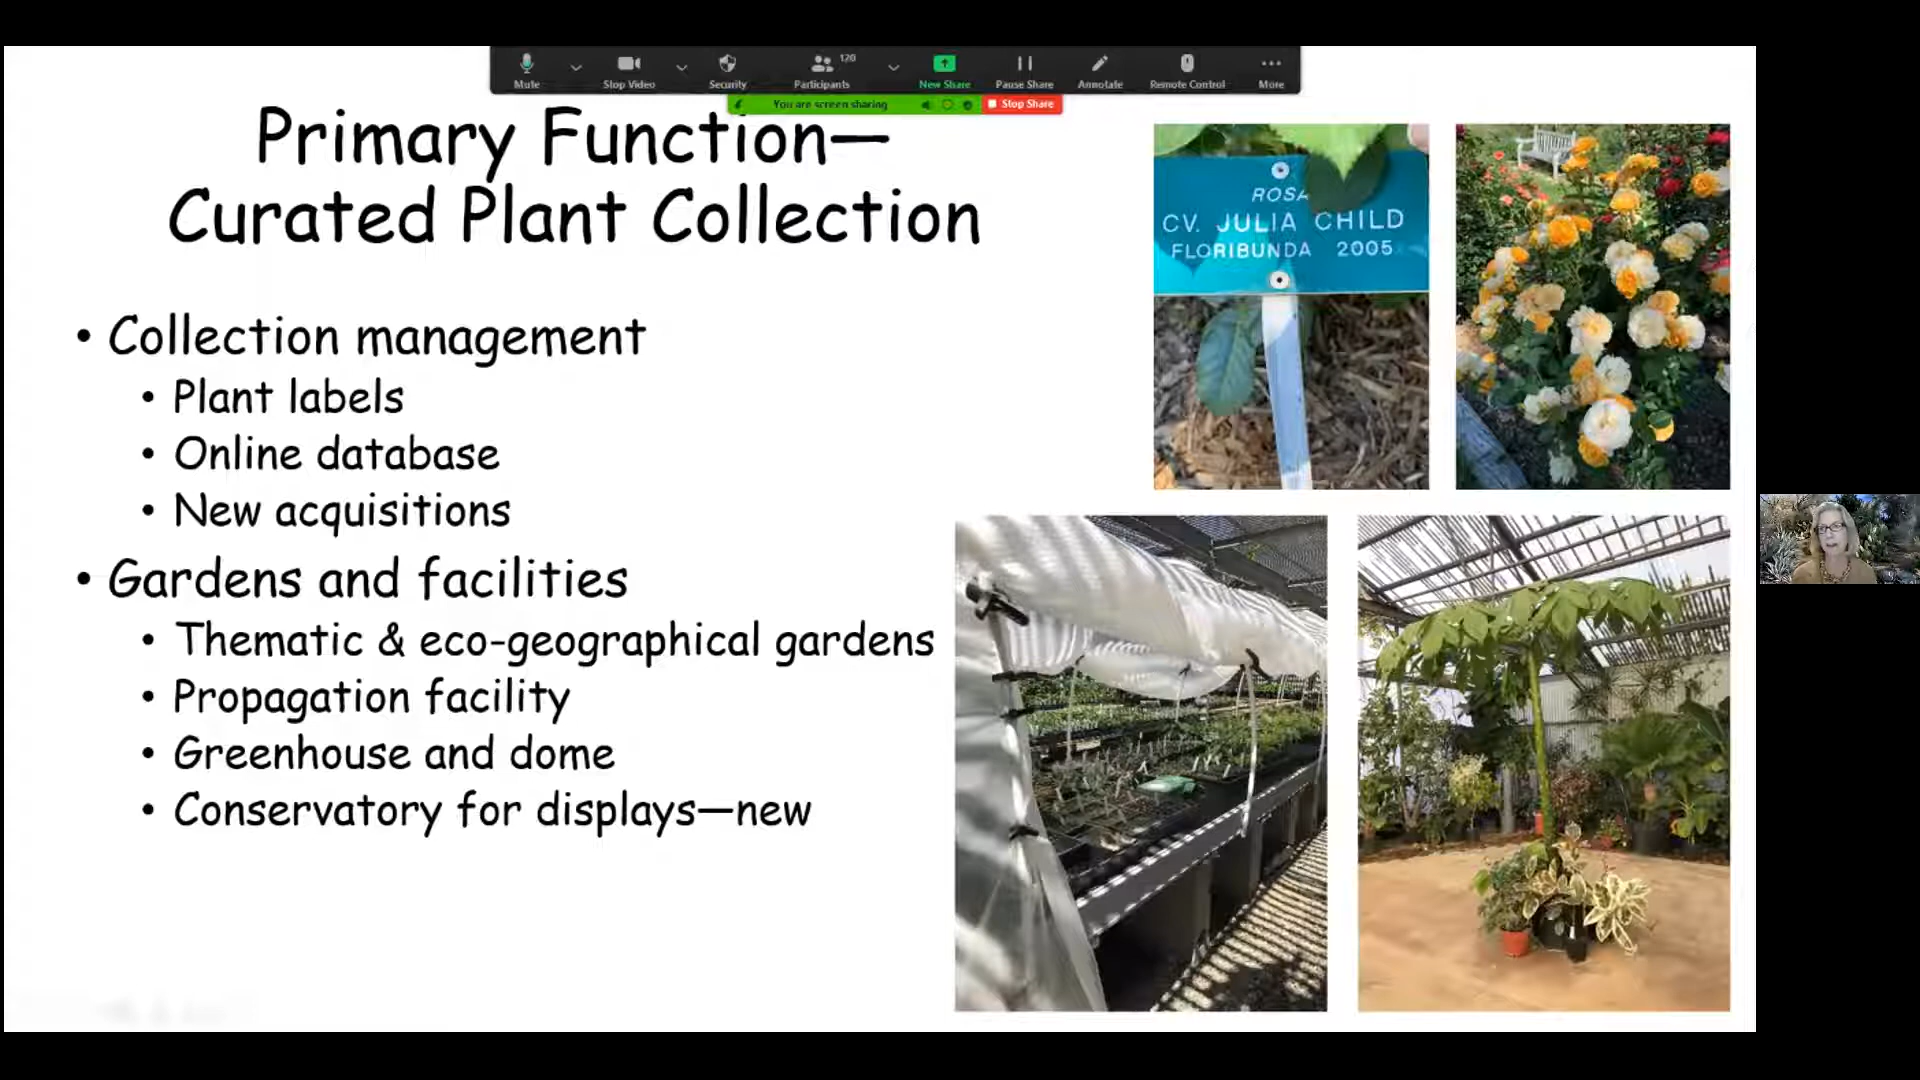 Mute
Stop Video
Security
Participants
120
New Share
Pause Share
Annotate
Remote Control
More
You are screen sharing
Stop Share
Primary Function—
Curated Plant Collection
• Collection management
• Plant labels
• Online database
• New acquisitions
• Gardens and facilities
• Thematic & eco-geographical gardens
• Propagation facility
• Greenhouse and dome
• Conservatory for displays—new
ROSA
CV. JULIA CHILD
FLORIBUNDA 2005